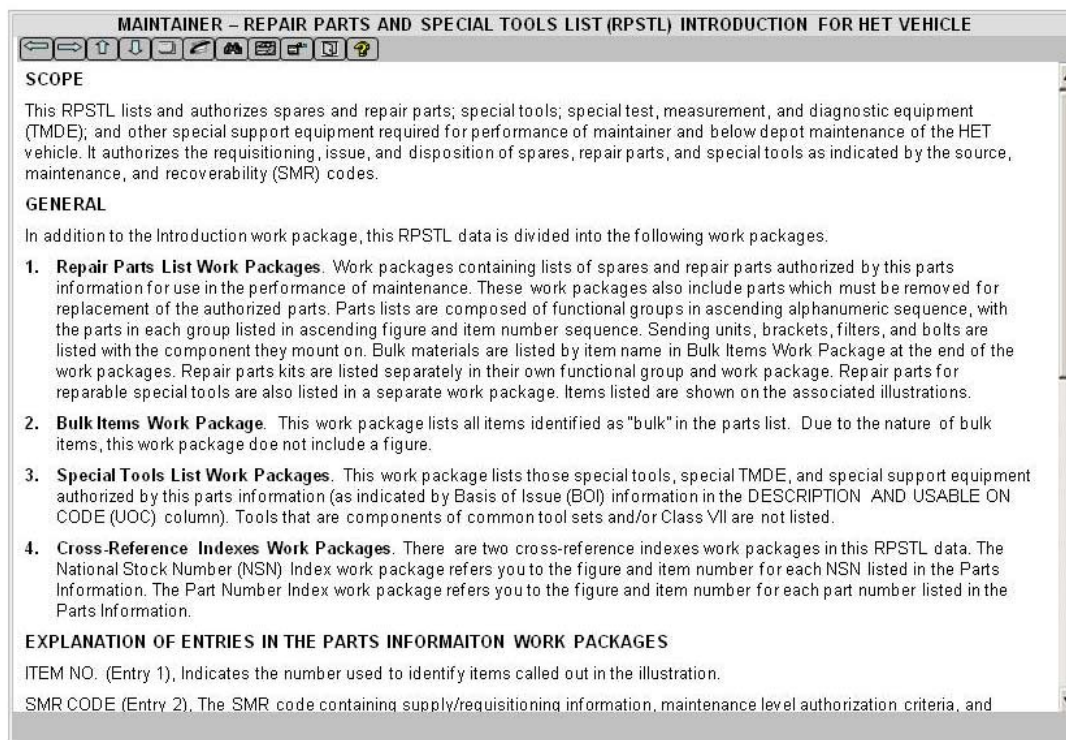 MAINTAINER – REPAIR PARTS AND SPECIAL TOOLS LIST (RPSTL) INTRODUCTION FOR HET VEHICLE
SCOPE
This RPSTL lists and authorizes spares and repair parts; special tools; special test, measurement, and diagnostic equipment
(TMDE); and other special support equipment required for performance of maintainer and below depot maintenance of the HET
vehicle. It authorizes the requisitioning, issue, and disposition of spares, repair parts, and special tools as indicated by the source,
maintenance, and recoverability (SMR) codes.
GENERAL
In addition to the Introduction work package, this RPSTL data is divided into the following work packages.
1. Repair Parts List Work Packages. Work packages containing lists of spares and repair parts authorized by this parts
information for use in the performance of maintenance. These work packages also include parts which must be removed for
replacement of the authorized parts. Parts lists are composed of functional groups in ascending alphanumeric sequence, with
the parts in each group listed in ascending figure and item number sequence. Sending units, brackets, filters, and bolts are
listed with the component they mount on. Bulk materials are listed by item name in Bulk Items Work Package at the end of the
work packages. Repair parts kits are listed separately in their own functional group and work package. Repair parts for
reparable special tools are also listed in a separate work package. Items listed are shown on the associated illustrations.
2. Bulk Items Work Package. This work package lists all items identified as "bulk" in the parts list. Due to the nature of bulk
items, this work package doe not include a figure.
3. Special Tools List Work Packages. This work package lists those special tools, special TMDE, and special support equipment
authorized by this parts information (as indicated by Basis of Issue (BOI) information in the DESCRIPTION AND USABLE ON
CODE (UOC) column). Tools that are components of common tool sets and/or Class VII are not listed.
4. Cross-Reference Indexes Work Packages. There are two cross-reference indexes work packages in this RPSTL data. The
National Stock Number (NSN) Index work package refers you to the figure and item number for each NSN listed in the Parts
Information. The Part Number Index work package refers you to the figure and item number for each part number listed in the
Parts Information.
EXPLANATION OF ENTRIES IN THE PARTS INFORMAITON WORK PACKAGES
ITEM NO. (Entry 1), Indicates the number used to identify items called out in the illustration.
SMR CODE (Entry 2), The SMR code containing supply/requisitioning information, maintenance level authorization criteria, and